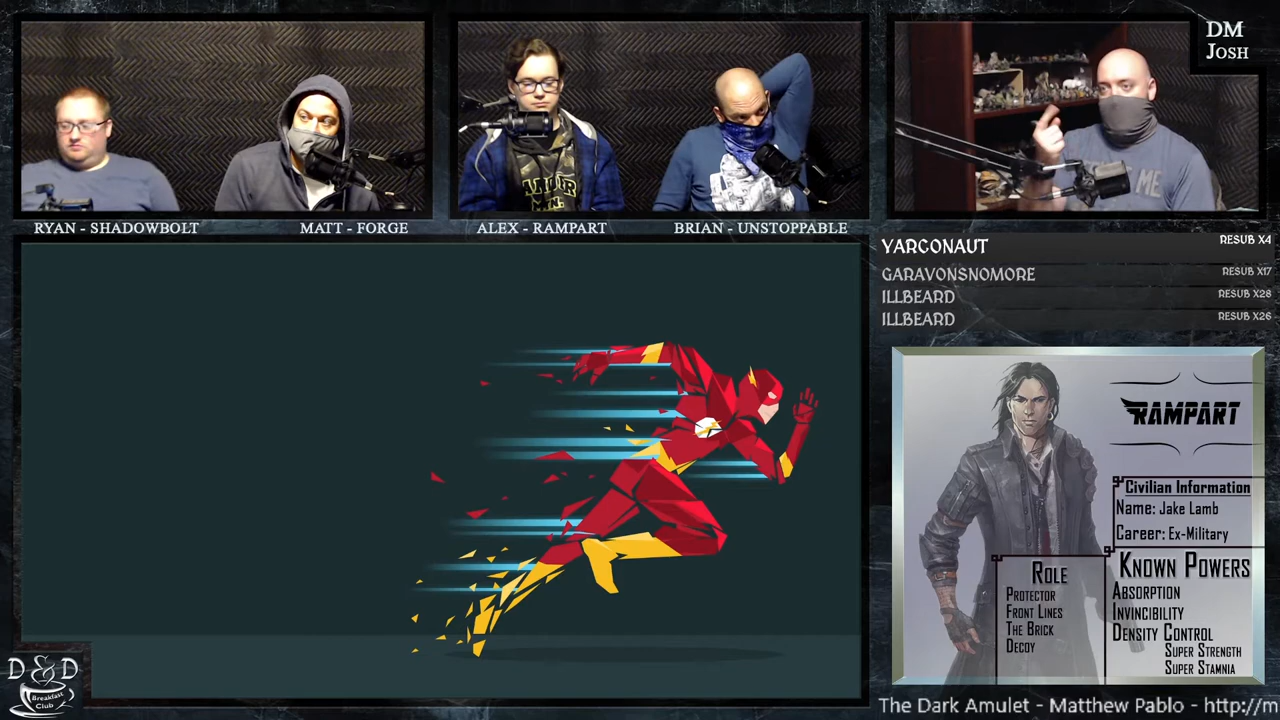 DM
JOSH
RYAN - SHADOWBOLT
MATT - FORGE
ALEX - RAMPART
BRIAN - UNSTOPPABLE
ME
YARCONAUT RESUB X4
GARAVONSNOMORE RESUB X17
ILLBEARD RESUB X28
ILLBEARD RESUB X26
RAMPART
Civilian Information
Name: Jake Lamb
Career: Ex-Military
ROLE
PROTECTOR
FRONT LINES
THE BRICK
DECOY
KNOWN POWERS
ABSORPTION
INVINCIBILITY
DENSITY CONTROL
SUPER STRENGTH
SUPER STAMNIA
D & D
Breakfast
Club
The Dark Amulet - Matthew Pablo - http://m